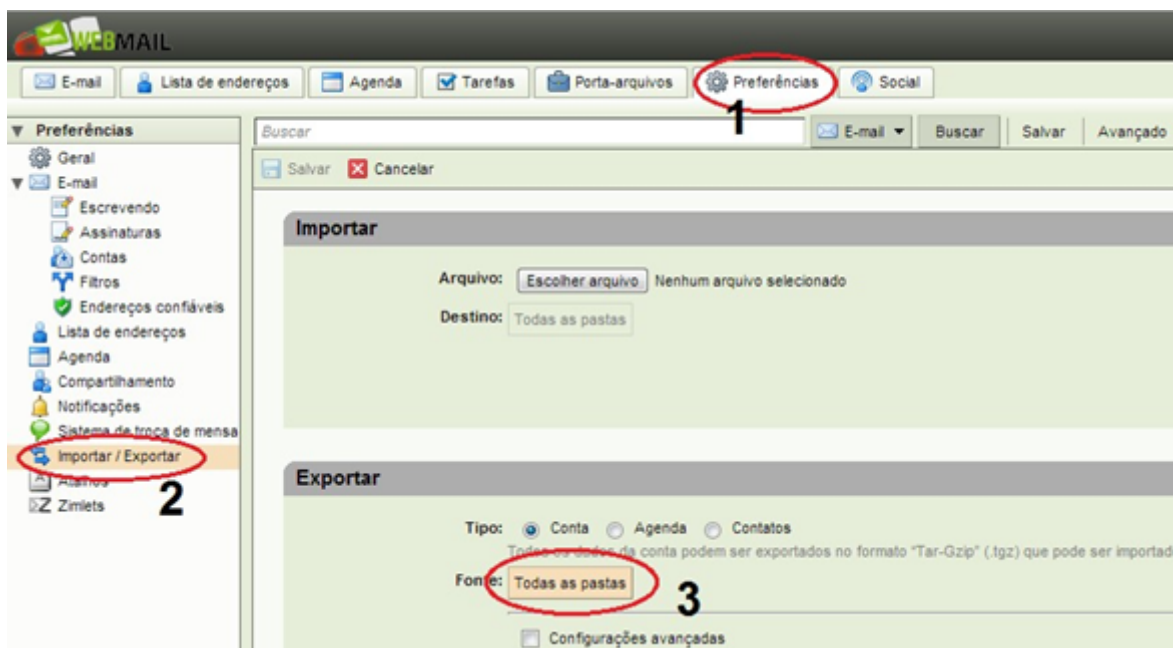 WEBMAIL
E-mail Lista de endereços Agenda Tarefas Porta-arquivos Preferências Social
1
Preferências
Buscar E-mail Buscar Salvar Avançado
Geral
Salvar Cancelar
E-mail
Escrevendo
Assinaturas
Contas
Filtros
Endereços confiáveis
Lista de endereços
Agenda
Compartilhamento
Notificações
Sistema de troca de mensa
Importar / Exportar
2
Atalhos
Zimlets
Importar
Arquivo: Escolher arquivo Nenhum arquivo selecionado
Destino: Todas as pastas
Exportar
Tipo: Conta Agenda Contatos
Todos os dados da conta podem ser exportados no formato "Tar-Gzip" (.tgz) que pode ser importad
Fonte: Todas as pastas
3
Configurações avançadas